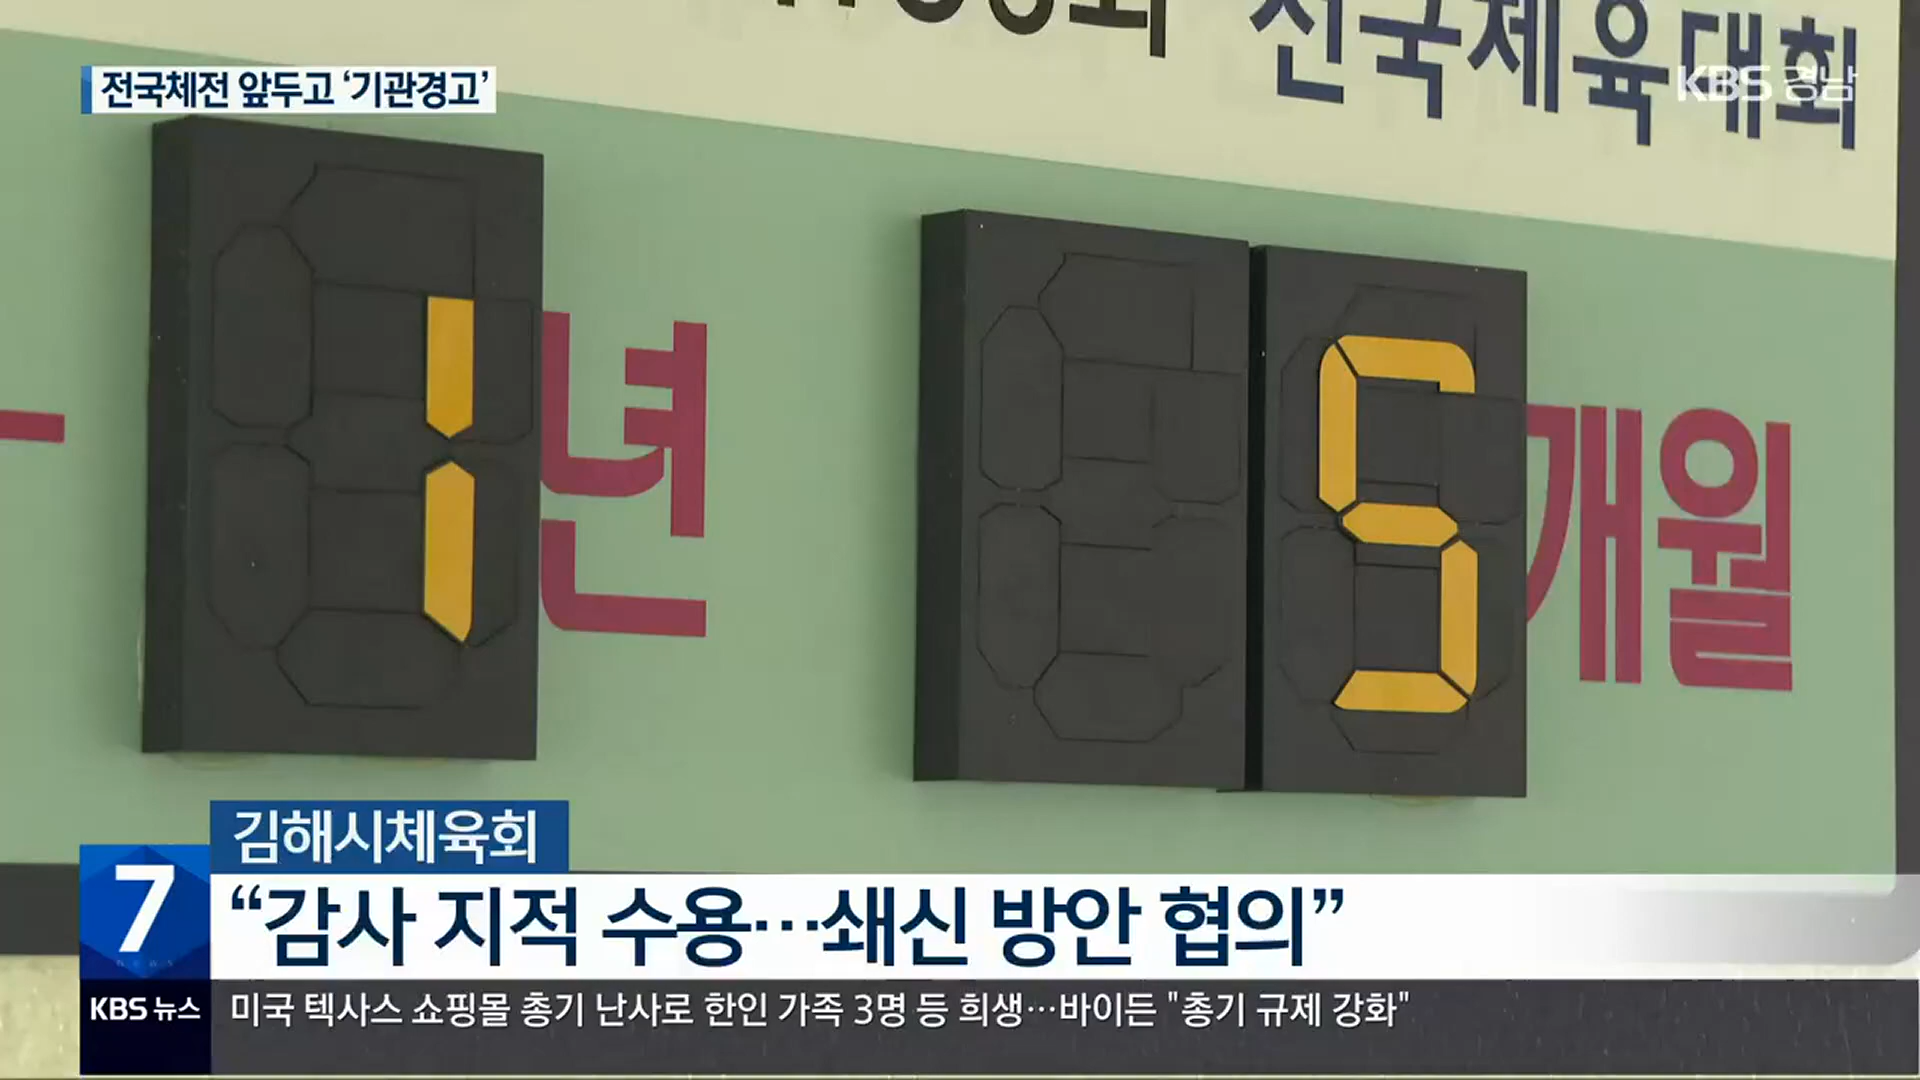 전국체육대회
KBS 경남
전국체전 앞두고 ‘기관경고’
1 년 5 개월
김해시체육회
7
NEWS
“감사 지적 수용…쇄신 방안 협의”
KBS 뉴스
미국 텍사스 쇼핑몰 총기 난사로 한인 가족 3명 등 희생…바이든 "총기 규제 강화"